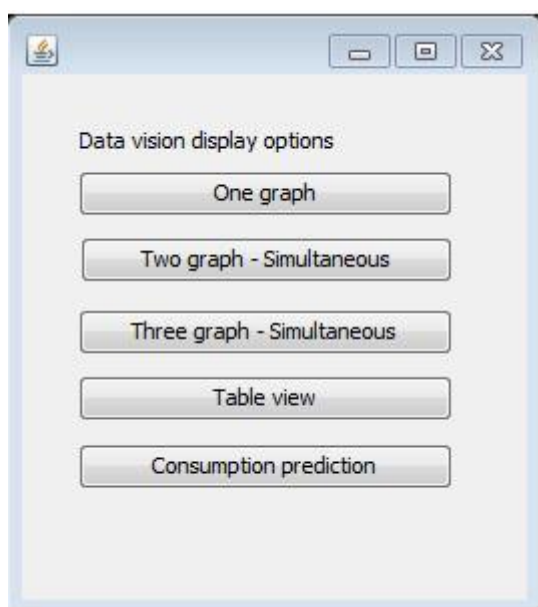 Data vision display options
One graph
Two graph - Simultaneous
Three graph - Simultaneous
Table view
Consumption prediction